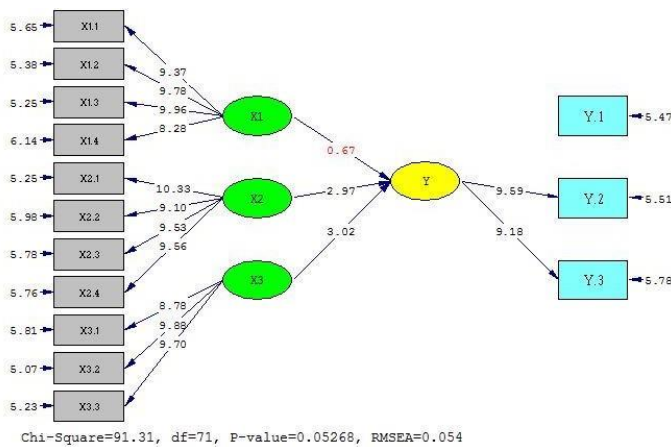 5.65 X1.1
5.38 X1.2
9.37
9.78
5.25 X1.3
9.96
X1
Y.1 5.47
6.14 X1.4
8.28
0.67
5.25 X2.1
10.33
Y
2.97
9.59
Y.2 5.51
X2
5.98 X2.2
9.10
9.53
3.02
9.18
5.78 X2.3
9.56
X3
Y.3 5.78
5.76 X2.4
8.78
5.81 X3.1
9.88
9.70
5.07 X3.2
5.23 X3.3
Chi-Square=91.31, df=71, P-value=0.05268, RMSEA=0.054